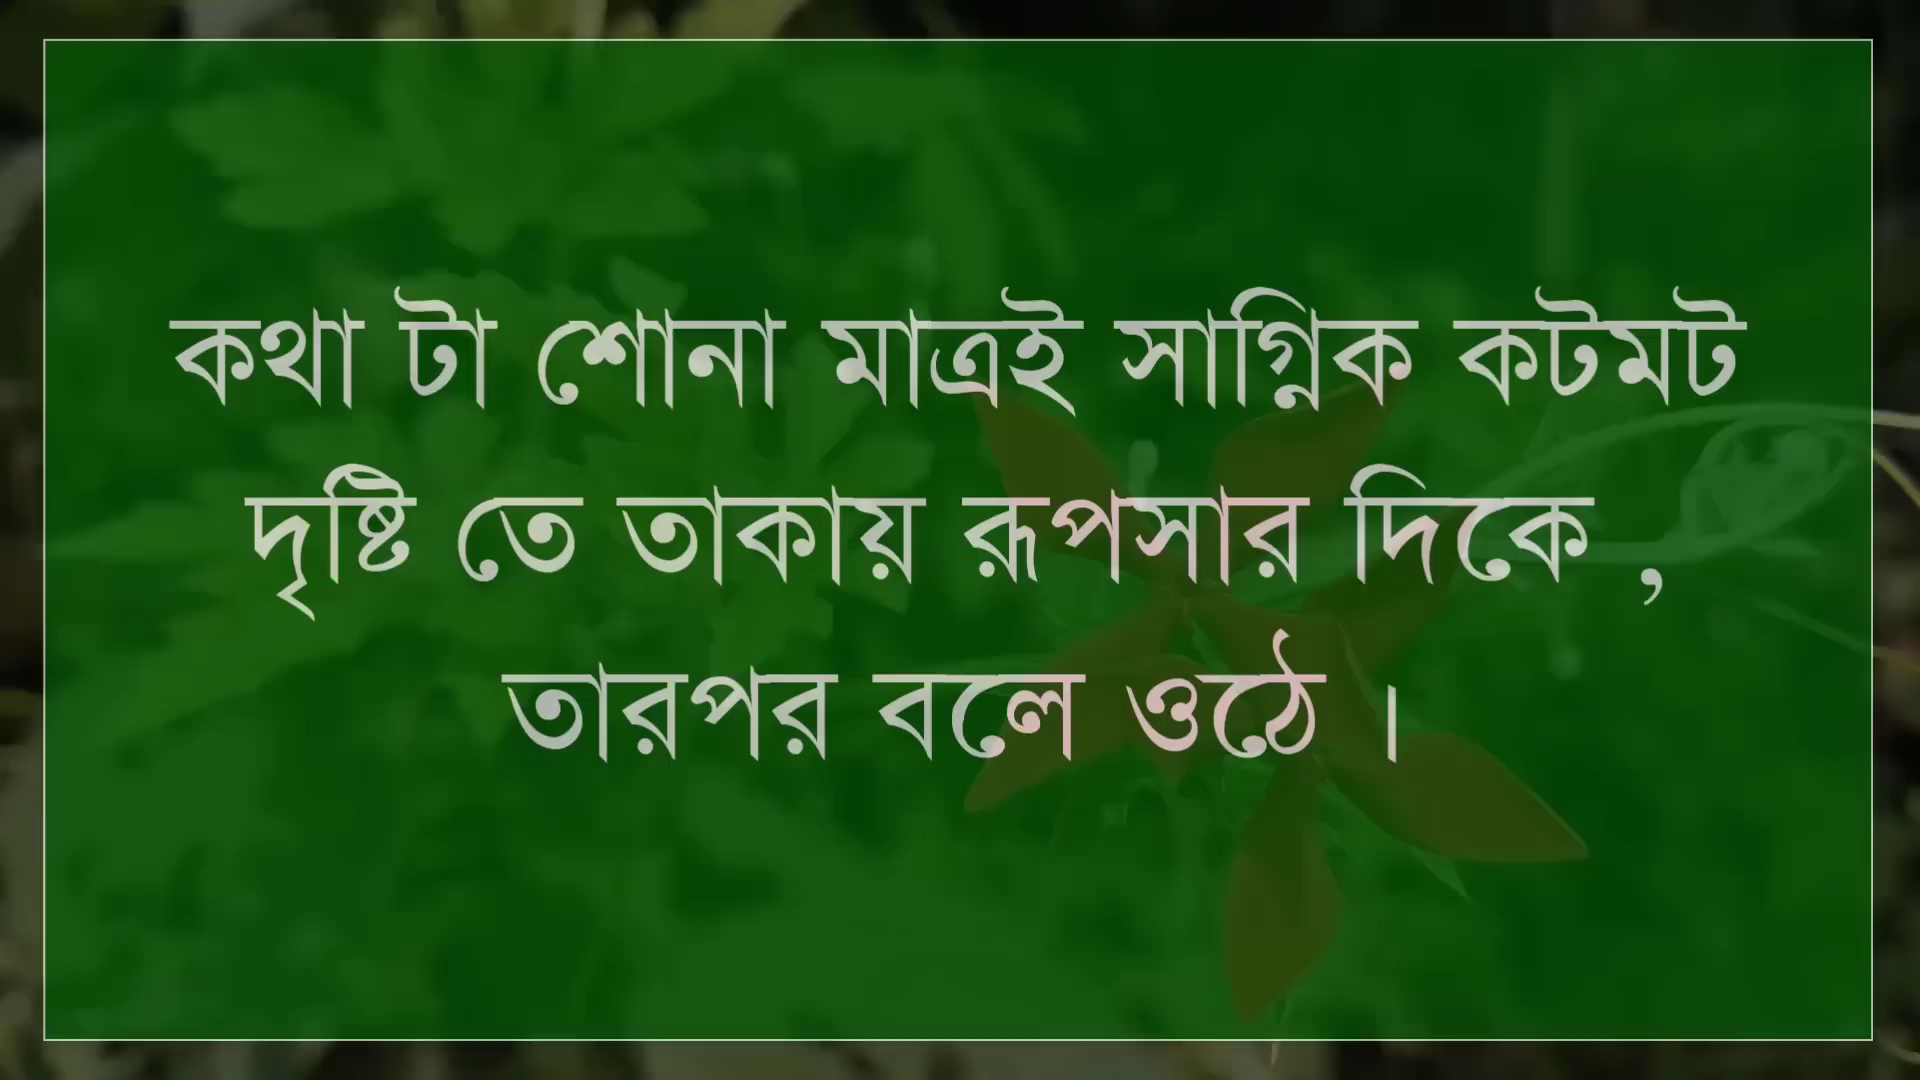 কথা টা শোনা মাত্রই সাগ্নিক কটমট
দৃষ্টি তে তাকায় রূপসার দিকে ,
তারপর বলে ওঠে ।